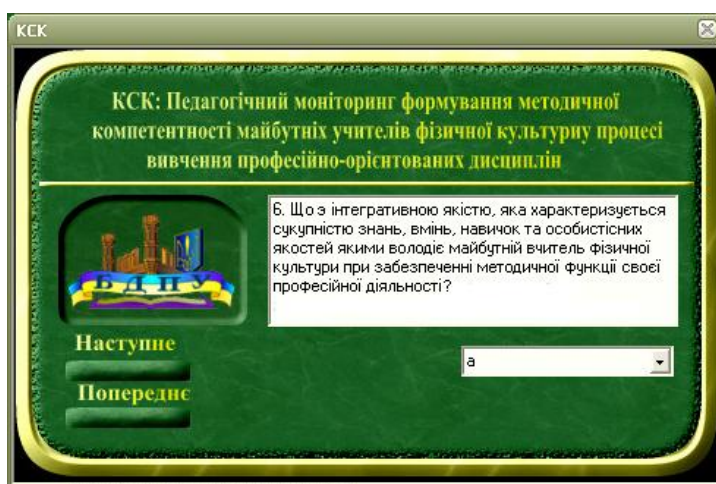 КСК
КСК: Педагогічний моніторинг формування методичної
компетентності майбутніх учителів фізичної культуриу процесі
вивчення професійно-орієнтованих дисциплін
6. Що э інтегративною якістю, яка характеризується
сукупністю знань, вмінь, навичок та особистісних
якостей якими володіє майбутній вчитель фізичної
культури при забезпеченні методичної функції своєї
професійної діяльності?
БДПУ
Наступне
а
Попереднє